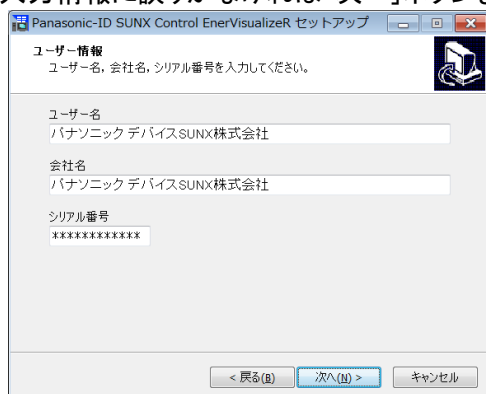 Panasonic-ID SUNX Control EnerVisualizeR セットアップ
ユーザー情報
ユーザー名, 会社名, シリアル番号を入力してください。
ユーザー名
パナソニック デバイスSUNX株式会社
会社名
パナソニック デバイスSUNX株式会社
シリアル番号
************
< 戻る(B)
次へ(N) >
キャンセル